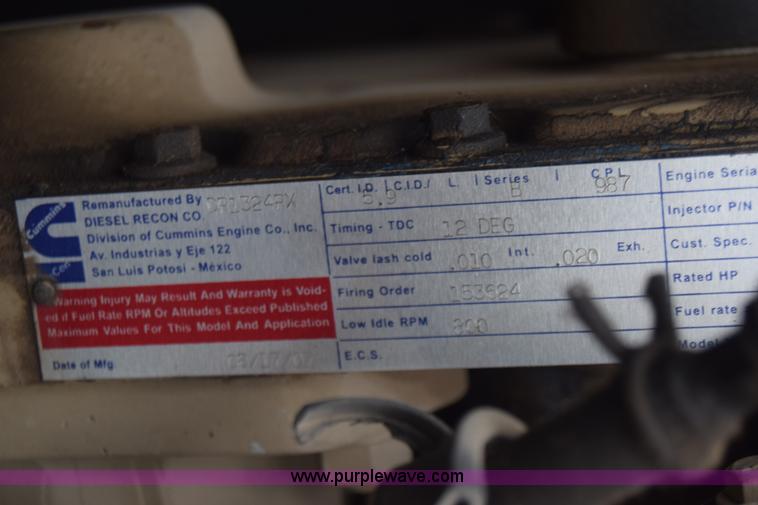 Cummins
Remanufactured By
DIESEL RECON CO.
Division of Cummins Engine Co., Inc.
Av. Industrias y Eje 122
San Luis Potosi - México
Warning Injury May Result And Warranty is Void-
ed if Fuel Rate RPM Or Altitudes Exceed Published
Maximum Values For This Model And Application
Date of Mfg.
Cert. I.D. | C.I.D./ L. | Series | C.P.L.
5.9 B 987
Timing - TDC 12 DEG
Valve lash cold .010 Int. .020 Exh.
Firing Order 153624
Low Idle RPM 800
E.C.S.
Engine Seria
Injector P/N
Cust. Spec.
Rated HP
Fuel rate
Model
www.purplewave.com